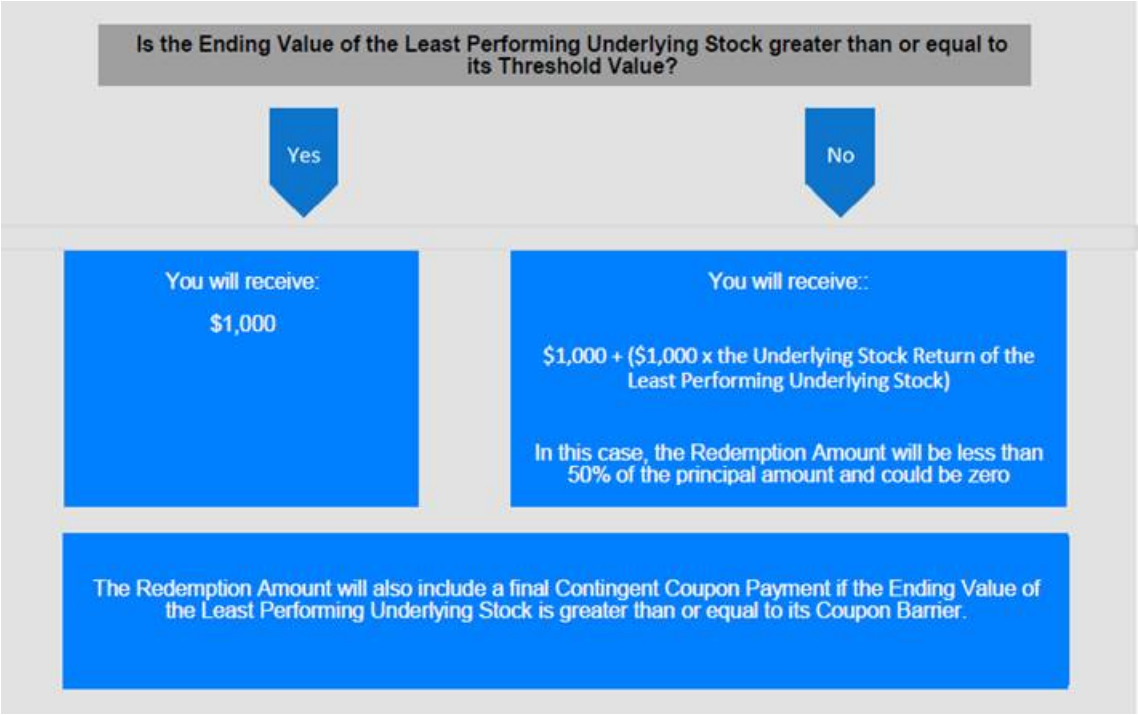 Is the Ending Value of the Least Performing Underlying Stock greater than or equal to
its Threshold Value?
Yes
No
You will receive:
$1,000
You will receive::
$1,000 + ($1,000 x the Underlying Stock Return of the
Least Performing Underlying Stock)
In this case, the Redemption Amount will be less than
50% of the principal amount and could be zero
The Redemption Amount will also include a final Contingent Coupon Payment if the Ending Value of
the Least Performing Underlying Stock is greater than or equal to its Coupon Barrier.